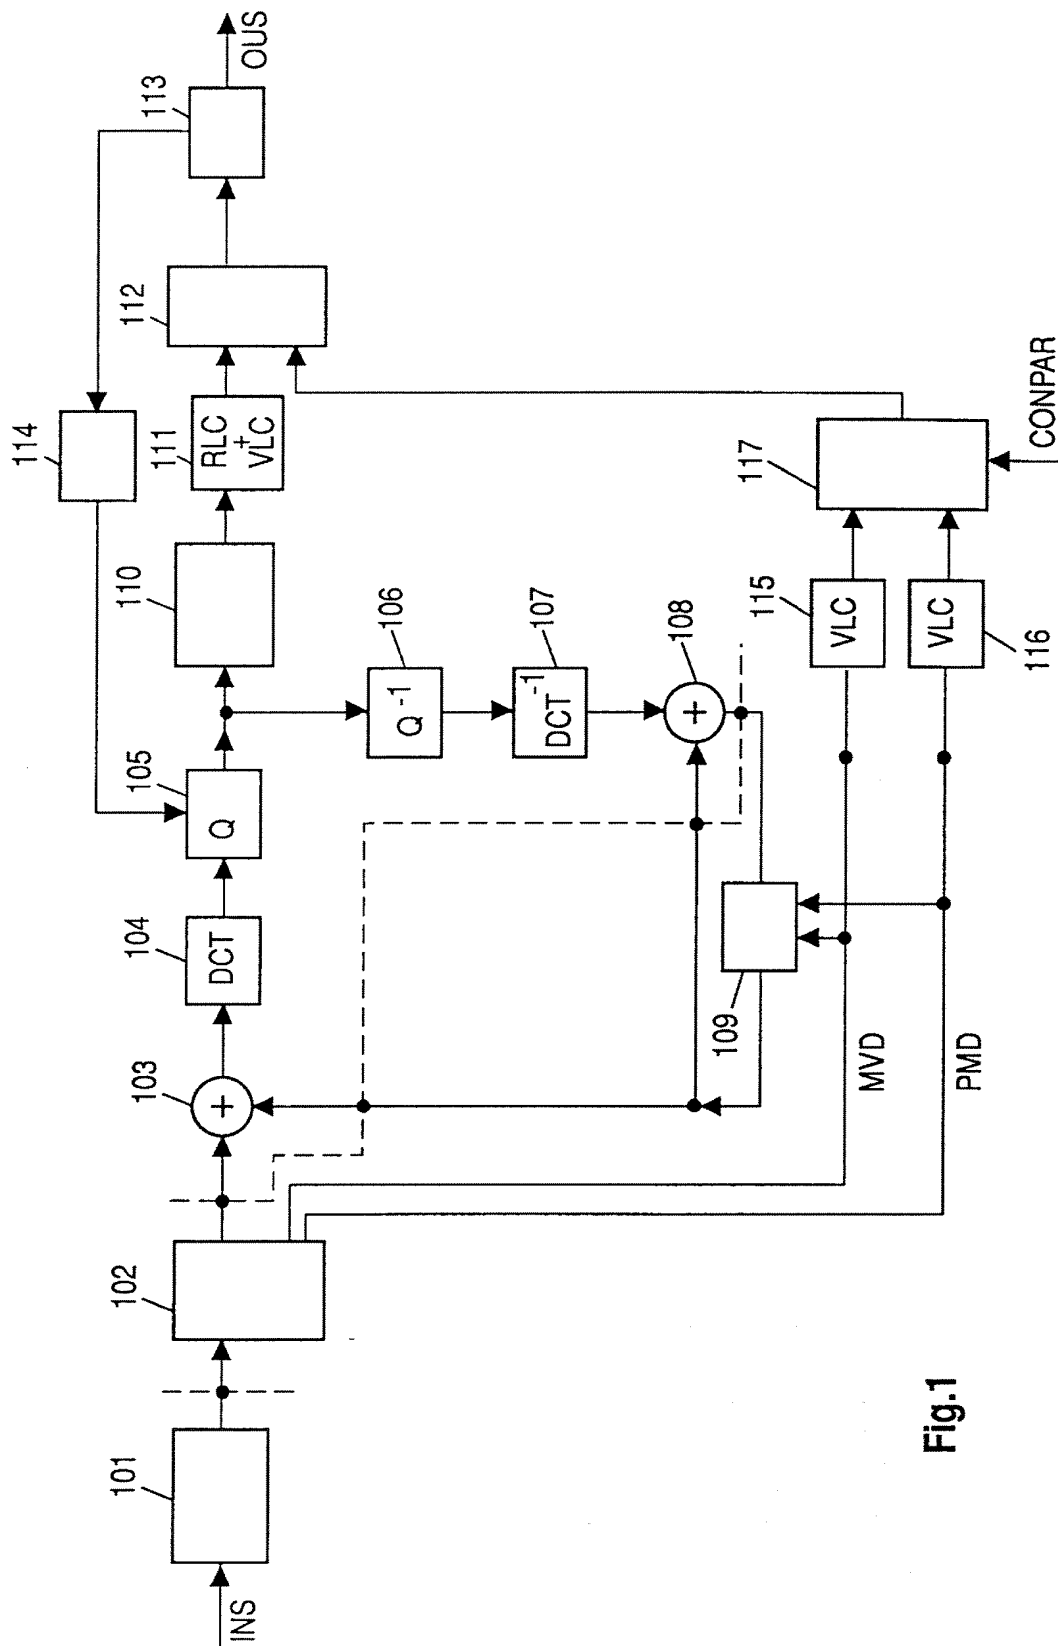 INS
101
102
103
104
DCT
105
Q
114
110
111
RLC
+
VLC
112
113
OUS
106
Q -1
107
DCT -1
108
+
+
109
MVD
PMD
115
VLC
VLC
116
117
CONPAR
Fig.1